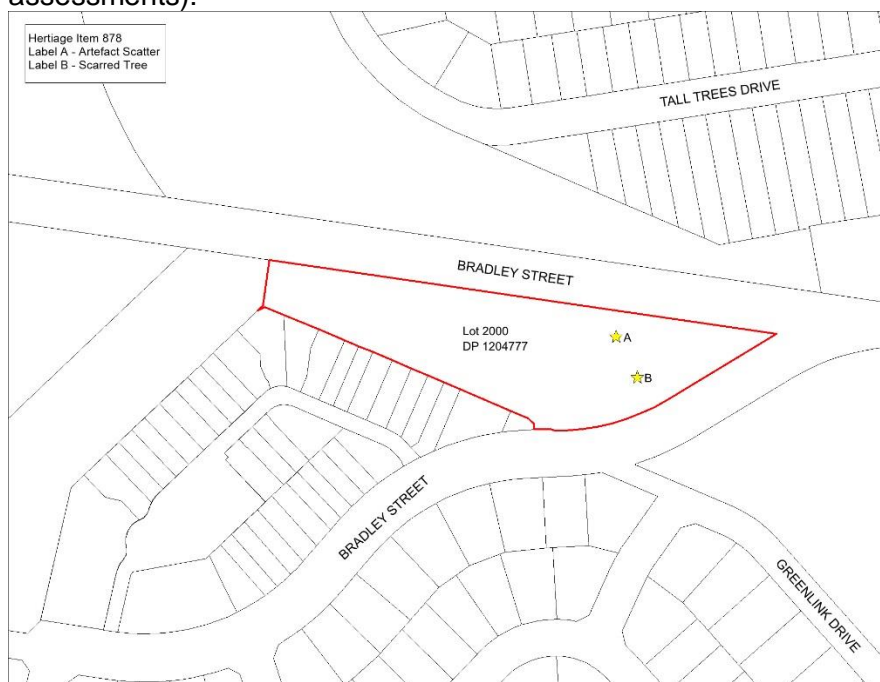 assessments).
Hertiage Item 878
Label A - Artefact Scatter
Label B - Scarred Tree
TALL TREES DRIVE
BRADLEY STREET
Lot 2000
DP 1204777
A
B
BRADLEY STREET
GREENLINK DRIVE